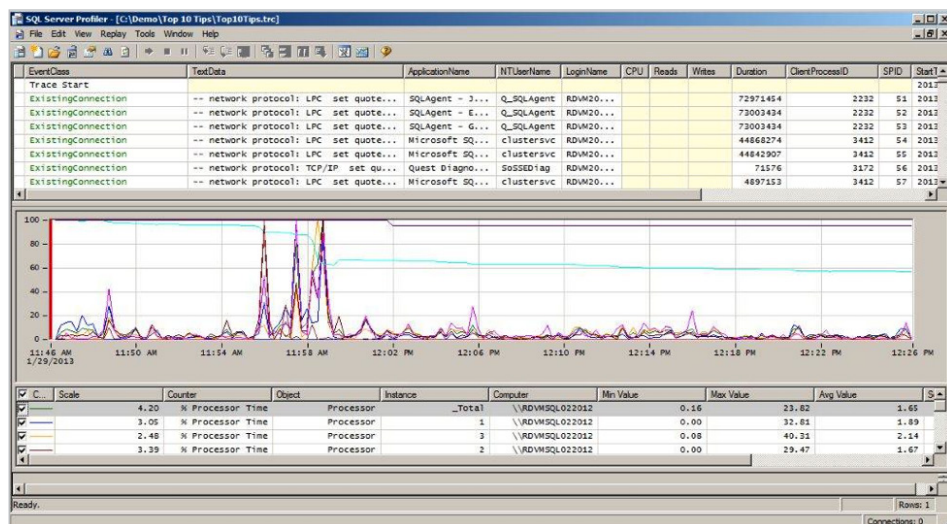 SQL Server Profiler - [C:\Demo\Top 10 Tips\Top10Tips.trc]
File Edit View Replay Tools Window Help
EventClass TextData ApplicationName NTUserName LoginName CPU Reads Writes Duration ClientProcessID SPID StartT
Trace Start 2013
ExistingConnection -- network protocol: LPC set quote... SQLAgent - J... Q_SQLAgent RDVM20... 72971454 2232 51 2013
ExistingConnection -- network protocol: LPC set quote... SQLAgent - E... Q_SQLAgent RDVM20... 73003434 2232 52 2013
ExistingConnection -- network protocol: LPC set quote... SQLAgent - G... Q_SQLAgent RDVM20... 73003434 2232 53 2013
ExistingConnection -- network protocol: LPC set quote... Microsoft SQ... clustersvc RDVM20... 44868274 3412 54 2013
ExistingConnection -- network protocol: LPC set quote... Microsoft SQ... clustersvc RDVM20... 44842907 3412 55 2013
ExistingConnection -- network protocol: TCP/IP set qu... Quest Diagno... SoSSEDiag RDVM20... 71576 3172 56 2013
ExistingConnection -- network protocol: LPC set quote... Microsoft SQ... clustersvc RDVM20... 4897153 3412 57 2013
100
80
60
40
20
0
11:46 AM 11:50 AM 11:54 AM 11:58 AM 12:02 PM 12:06 PM 12:10 PM 12:14 PM 12:18 PM 12:22 PM 12:26 PM
1/29/2013
C... Scale Counter Object Instance Computer Min Value Max Value Avg Value S
4.20 % Processor Time Processor _Total \\RDVMSQL022012 0.16 23.82 1.65
3.05 % Processor Time Processor 1 \\RDVMSQL022012 0.00 32.81 1.89
2.48 % Processor Time Processor 3 \\RDVMSQL022012 0.08 40.31 2.14
3.39 % Processor Time Processor 2 \\RDVMSQL022012 0.00 29.47 1.67
Ready. Rows: 1
Connections: 0